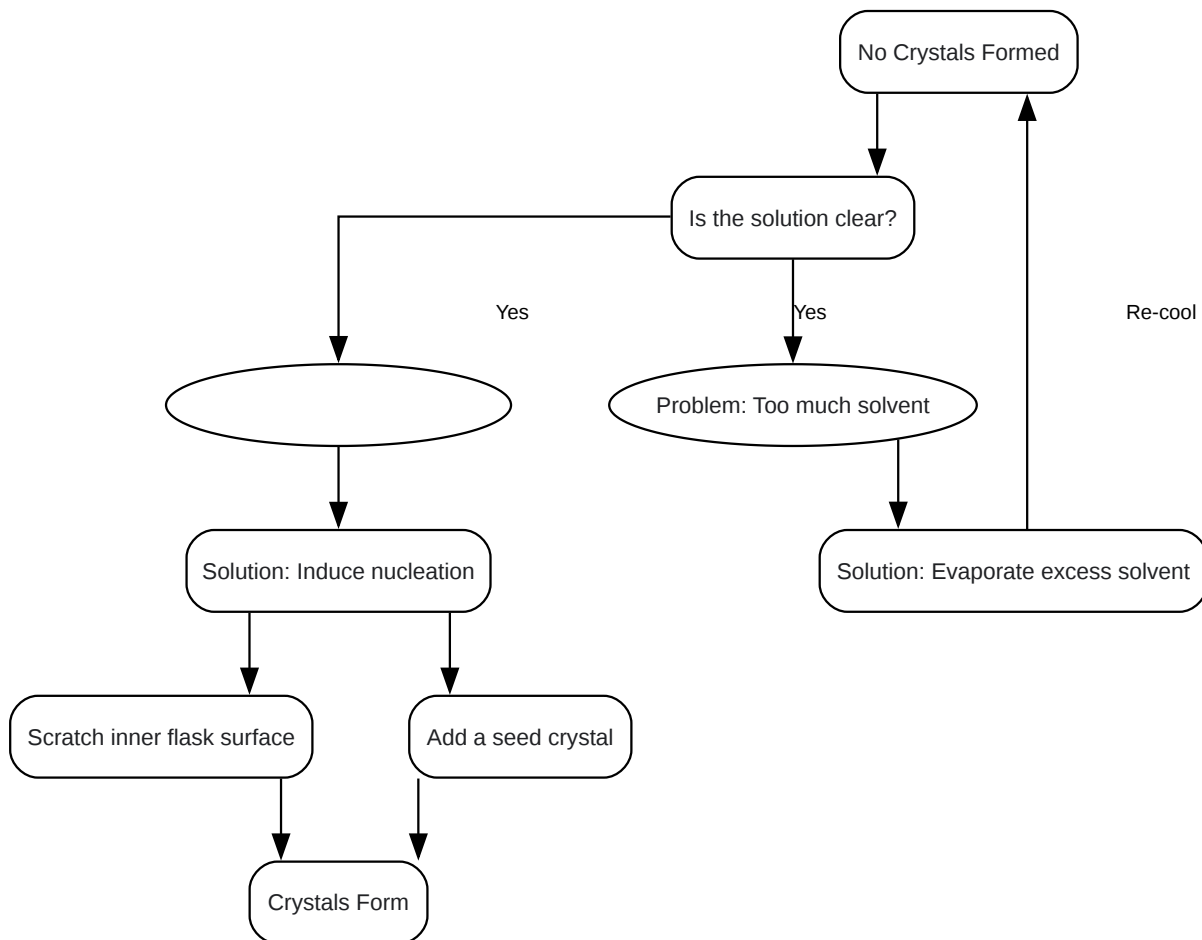 No Crystals Formed
Is the solution clear?
Yes
Yes
Re-cool
Problem: Too much solvent
Solution: Induce nucleation
Solution: Evaporate excess solvent
Scratch inner flask surface
Add a seed crystal
Crystals Form